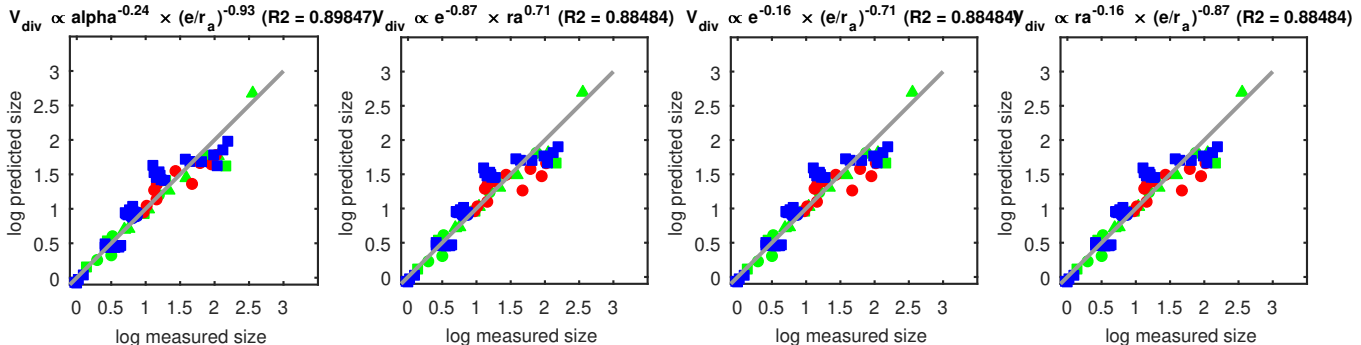 V_div ∝ alpha^-0.24 × (e/r_a)^-0.93 (R2 = 0.89847)
V_div ∝ e^-0.87 × ra^0.71 (R2 = 0.88484)
V_div ∝ e^-0.16 × (e/r_a)^-0.71 (R2 = 0.88484)
V_div ∝ ra^-0.16 × (e/r_a)^-0.87 (R2 = 0.88484)
log predicted size
3
2.5
2
1.5
1
0.5
0
0 0.5 1 1.5 2 2.5 3
log measured size
log predicted size
3
2.5
2
1.5
1
0.5
0
0 0.5 1 1.5 2 2.5 3
log measured size
log predicted size
3
2.5
2
1.5
1
0.5
0
0 0.5 1 1.5 2 2.5 3
log measured size
log predicted size
3
2.5
2
1.5
1
0.5
0
0 0.5 1 1.5 2 2.5 3
log measured size